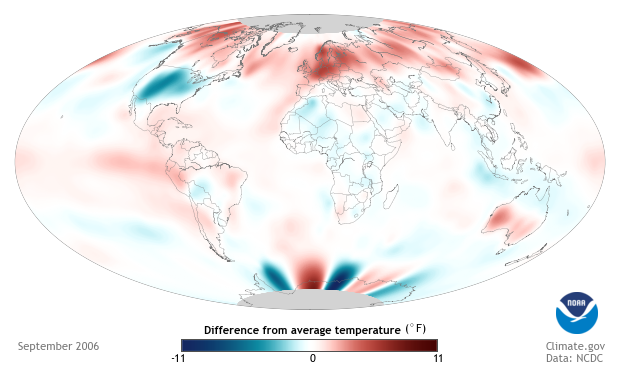 NOAA
Difference from average temperature (°F)
September 2006
-11 0 11
Climate.gov
Data: NCDC